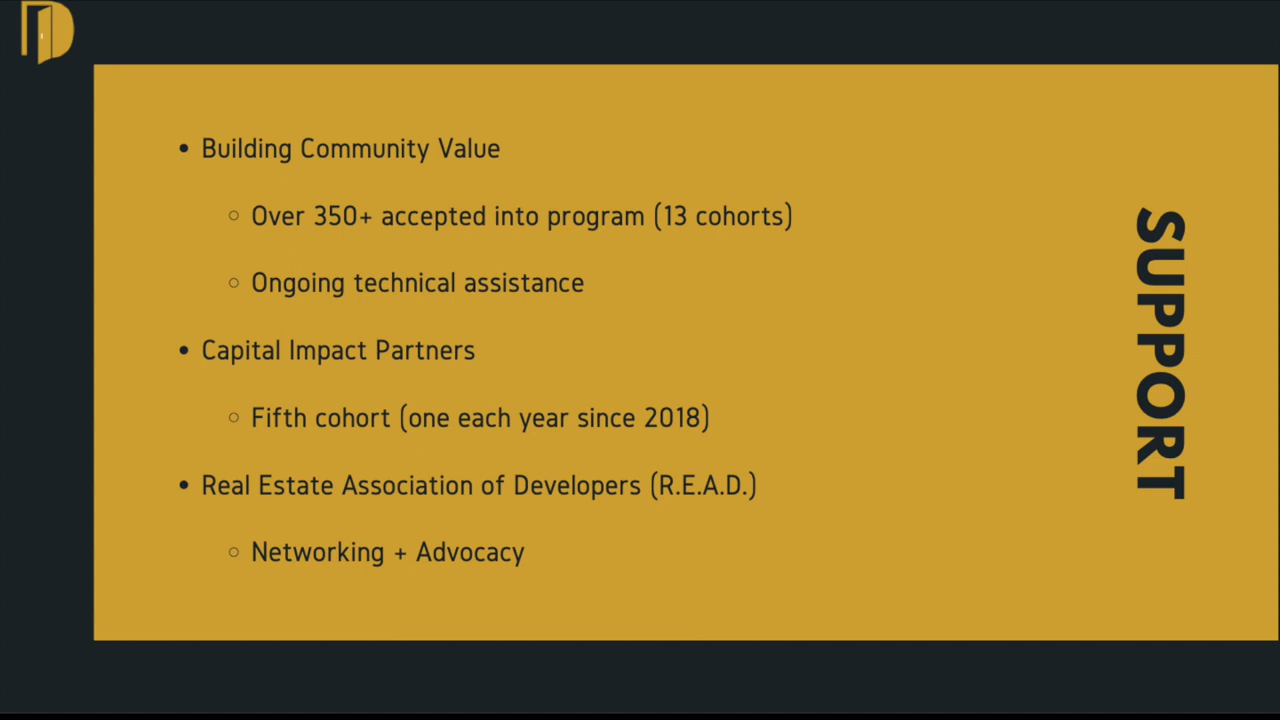 • Building Community Value
○ Over 350+ accepted into program (13 cohorts)
○ Ongoing technical assistance
• Capital Impact Partners
○ Fifth cohort (one each year since 2018)
• Real Estate Association of Developers (R.E.A.D.)
○ Networking + Advocacy
SUPPORT